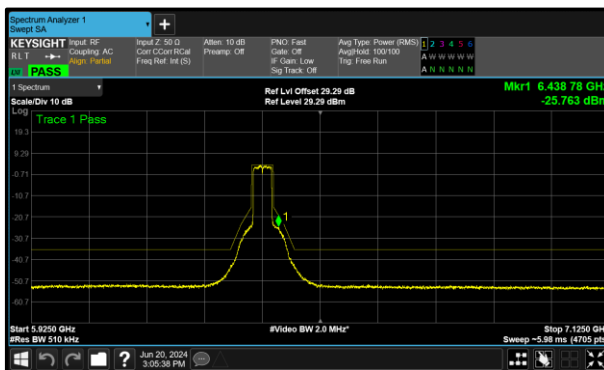 Spectrum Analyzer 1
Swept SA
+
KEYSIGHT
RLT
PASS
Input: RF
Coupling: AC
Align: Partial
Input Z: 50 Ω
Corr CCorr RCal
Freq Ref: Int (S)
Atten: 10 dB
Preamp: Off
PNO: Fast
Gate: Off
IF Gain: Low
Sig Track: Off
Avg Type: Power (RMS)
Avg|Hold: 100/100
Trig: Free Run
1 2 3 4 5 6
A W W W W W
A N N N N N
1 Spectrum
Scale/Div 10 dB
Ref Lvl Offset 29.29 dB
Ref Level 29.29 dBm
Mkr1 6.438 78 GHz
-25.763 dBm
Log
Trace 1 Pass
19.3
9.29
-0.710
-10.7
-20.7
-30.7
-40.7
-50.7
-60.7
1
Start 5.9250 GHz
#Res BW 510 kHz
#Video BW 2.0 MHz*
Stop 7.1250 GHz
Sweep ~5.98 ms (4705 pts)
?
Jun 20, 2024
3:05:38 PM